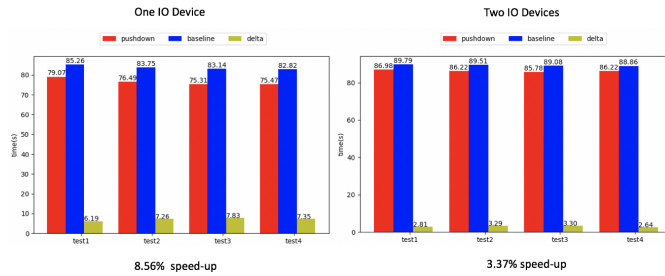 One IO Device
pushdown baseline delta
time(s)
80
70
60
50
40
30
20
10
0
79.07
85.26
6.19
76.49
83.75
7.26
75.31
83.14
7.83
75.47
82.82
7.35
test1
test2
test3
test4
8.56% speed-up
Two IO Devices
pushdown baseline delta
time(s)
80
60
40
20
0
86.98
89.79
2.81
86.22
89.51
3.29
85.78
89.08
3.30
86.22
88.86
2.64
test1
test2
test3
test4
3.37% speed-up